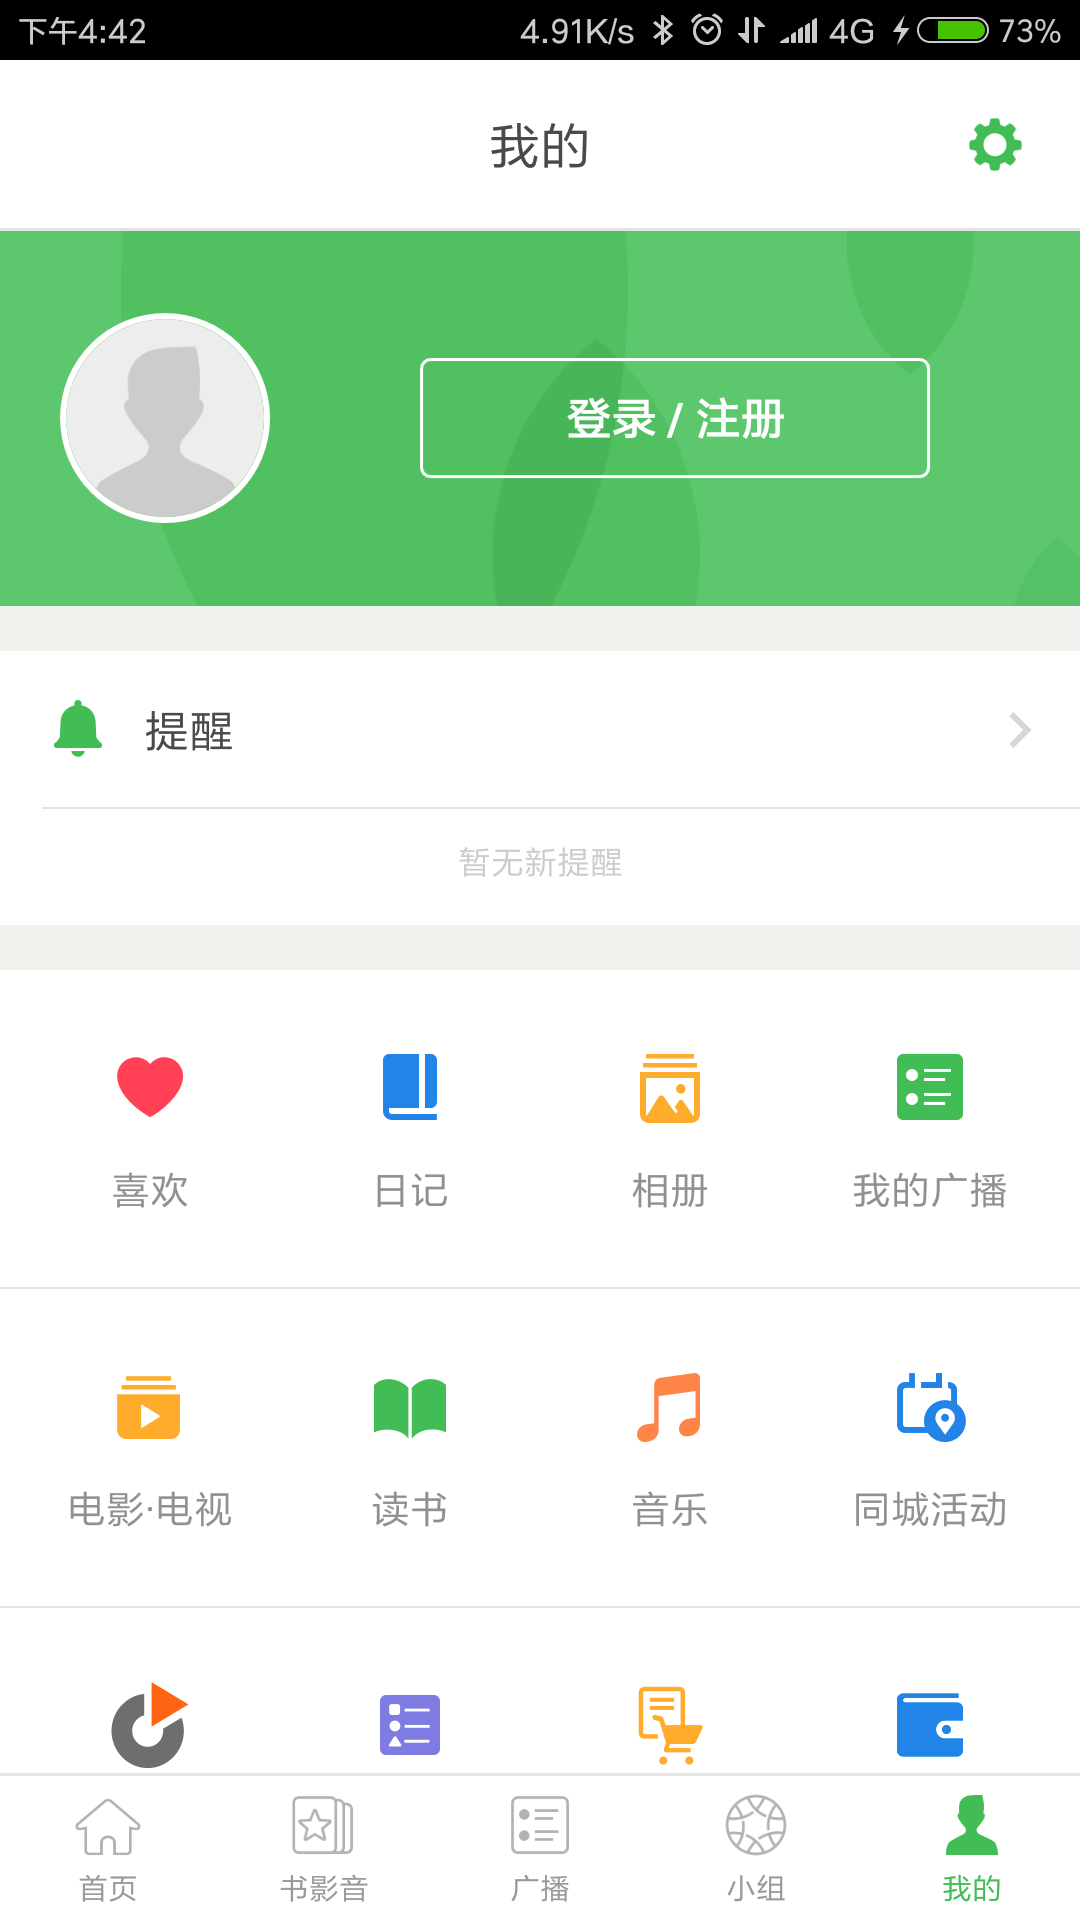 下午4:42 4.91K/s 4G 73%
我的
登录 / 注册
提醒
暂无新提醒
喜欢 日记 相册 我的广播
电影·电视 读书 音乐 同城活动
首页 书影音 广播 小组 我的